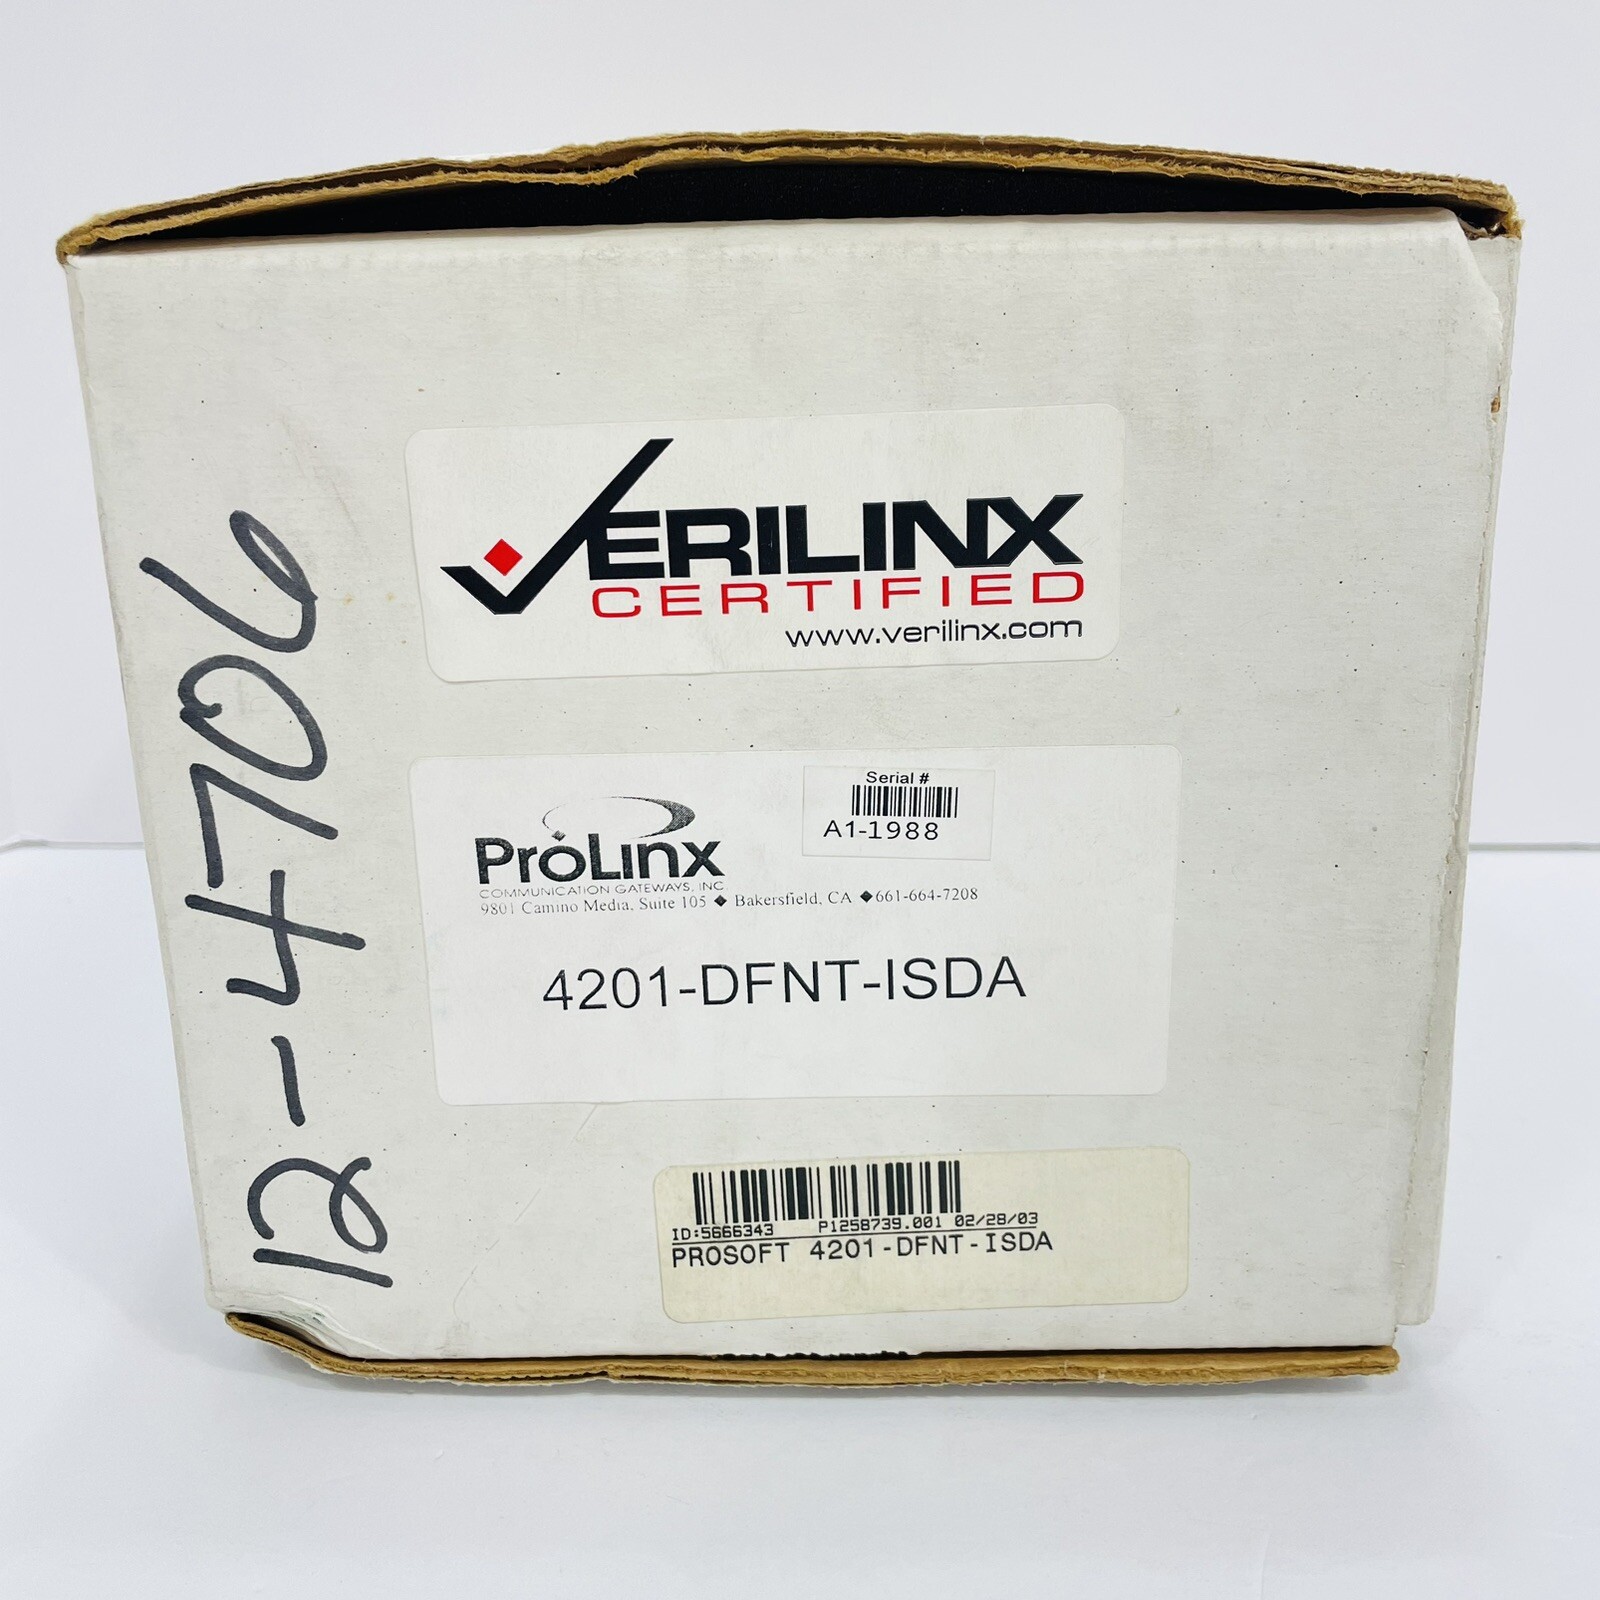 VERILINX
CERTIFIED
www.verilinx.com
12-4706
Serial #
A1-1988
ProLinx
COMMUNICATION GATEWAYS, INC
9801 Camino Media, Suite 105 ◆ Bakersfield, CA ◆ 661-664-7208
4201-DFNT-ISDA
ID:5666343 P1258739.001 02/28/03
PROSOFT 4201-DFNT-ISDA